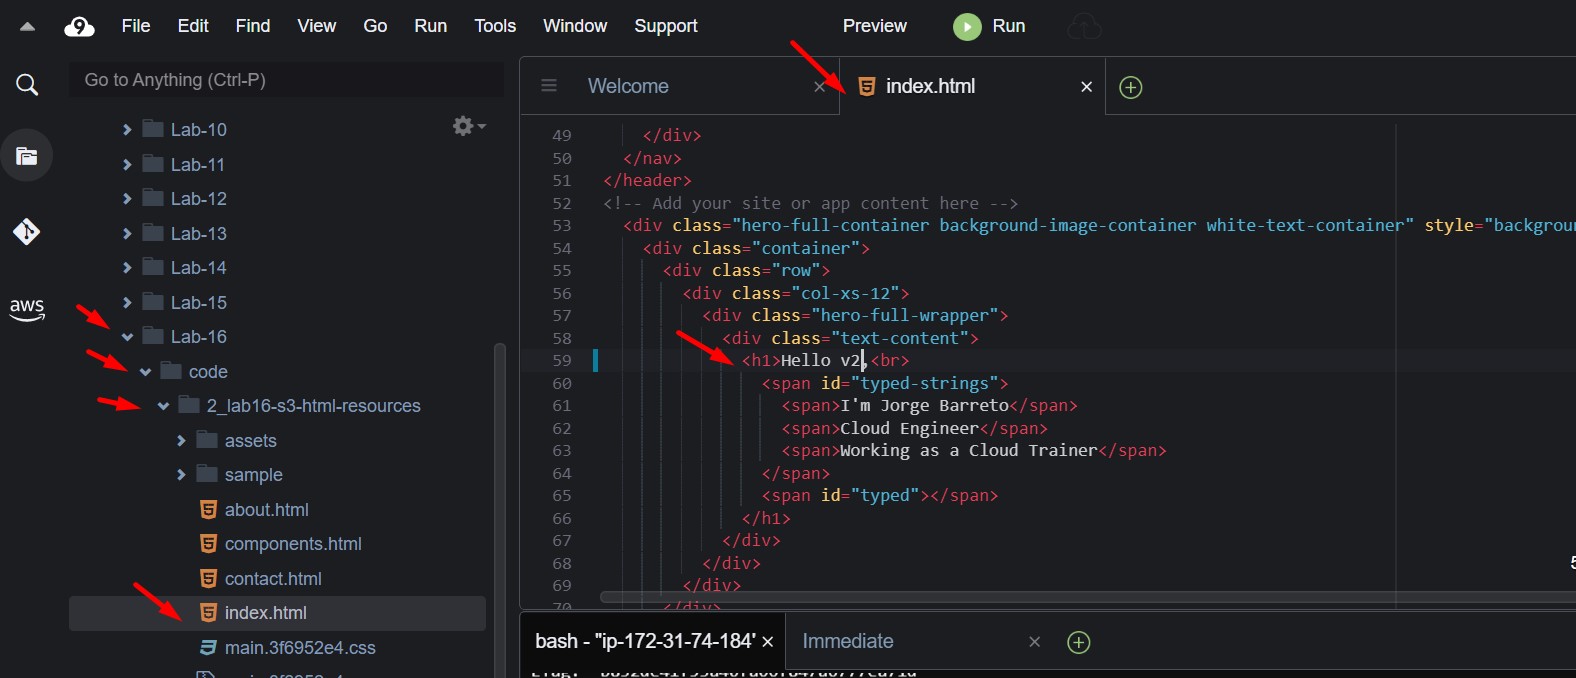 File Edit Find View Go Run Tools Window Support Preview Run
Go to Anything (Ctrl-P)
Lab-10
Lab-11
Lab-12
Lab-13
Lab-14
Lab-15
aws
Lab-16
code
2_lab16-s3-html-resources
assets
sample
about.html
components.html
contact.html
index.html
main.3f6952e4.css
Welcome
index.html
49 </div>
50 </nav>
51 </header>
52 <!-- Add your site or app content here -->
53 <div class="hero-full-container background-image-container white-text-container" style="backgrou
54 <div class="container">
55 <div class="row">
56 <div class="col-xs-12">
57 <div class="hero-full-wrapper">
58 <div class="text-content">
59 <h1>Hello v2,<br>
60 <span id="typed-strings">
61 <span>I'm Jorge Barreto</span>
62 <span>Cloud Engineer</span>
63 <span>Working as a Cloud Trainer</span>
64 </span>
65 <span id="typed"></span>
66 </h1>
67 </div>
68 </div>
69 </div>
70 </div>
bash - "ip-172-31-74-184" Immediate